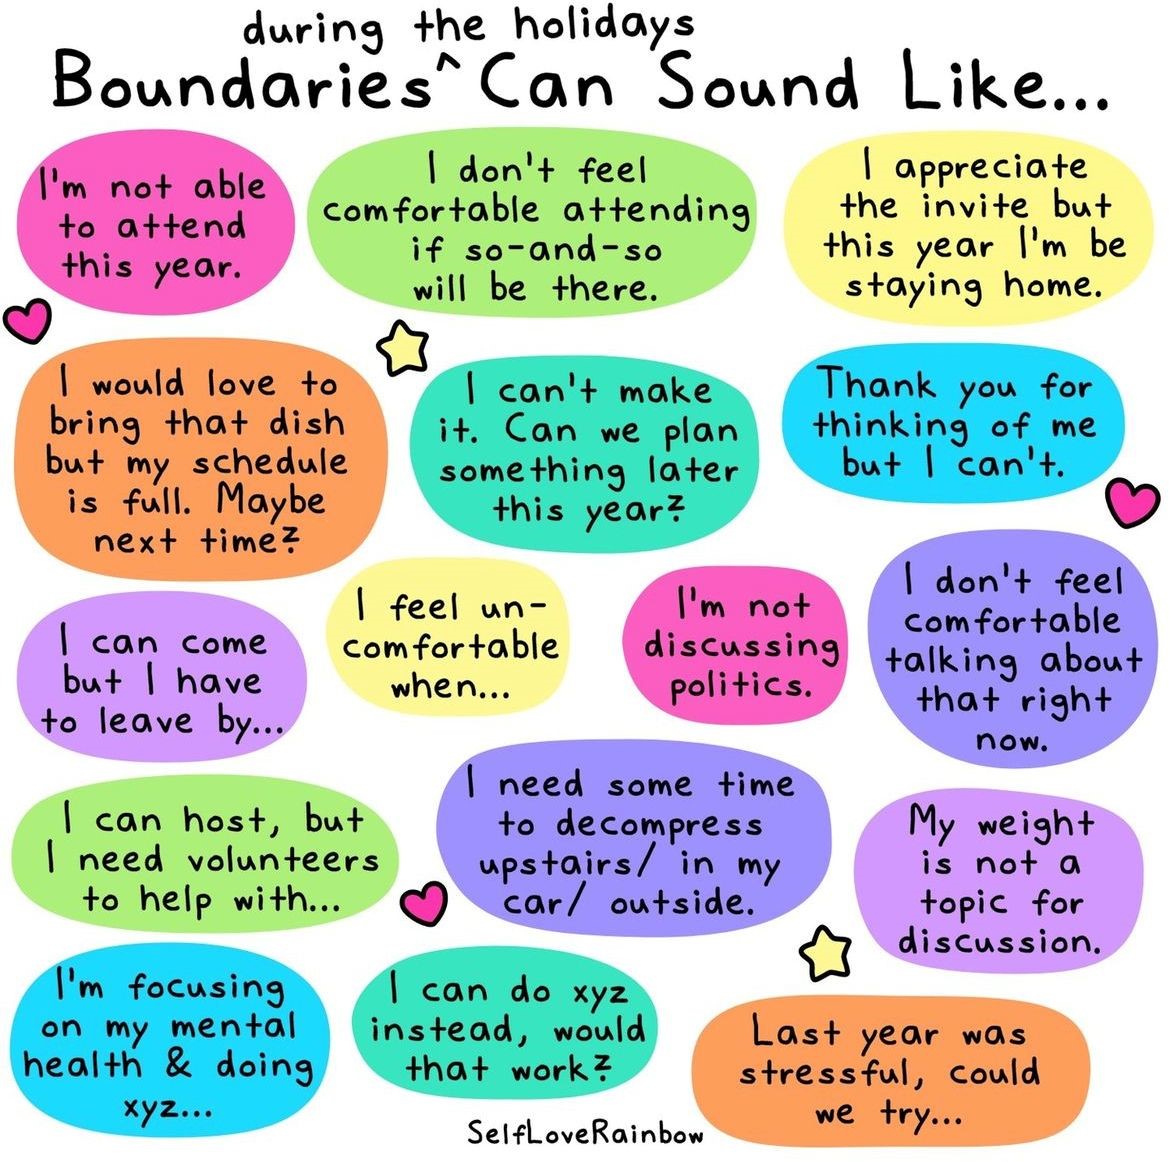 during the holidays
Boundaries^ Can Sound Like...
I'm not able
to attend
this year.
I don't feel
comfortable attending
if so-and-so
will be there.
I appreciate
the invite but
this year I'm be
staying home.
I would love to
bring that dish
but my schedule
is full. Maybe
next time?
I can't make
it. Can we plan
something later
this year?
Thank you for
thinking of me
but I can't.
I can come
but I have
to leave by...
I feel un-
comfortable
when...
I'm not
discussing
politics.
I don't feel
comfortable
talking about
that right
now.
I can host, but
I need volunteers
to help with...
I need some time
to decompress
upstairs/ in my
car/ outside.
My weight
is not a
topic for
discussion.
I'm focusing
on my mental
health & doing
xyz...
I can do xyz
instead, would
that work?
Last year was
stressful, could
we try...
SelfLoveRainbow